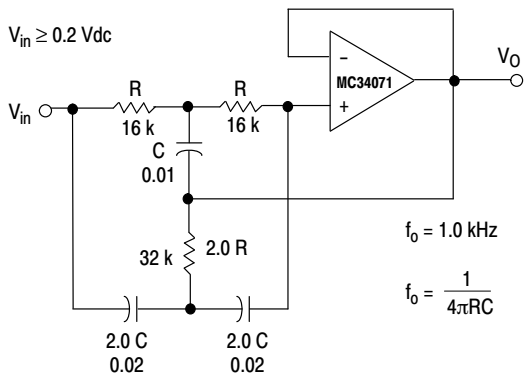 V_in ≥ 0.2 Vdc
V_in
R
16 k
R
16 k
C
0.01
−
MC34071
+
V_O
32 k
2.0 R
2.0 C
0.02
2.0 C
0.02
f_o = 1.0 kHz
f_o = 1 / 4πRC